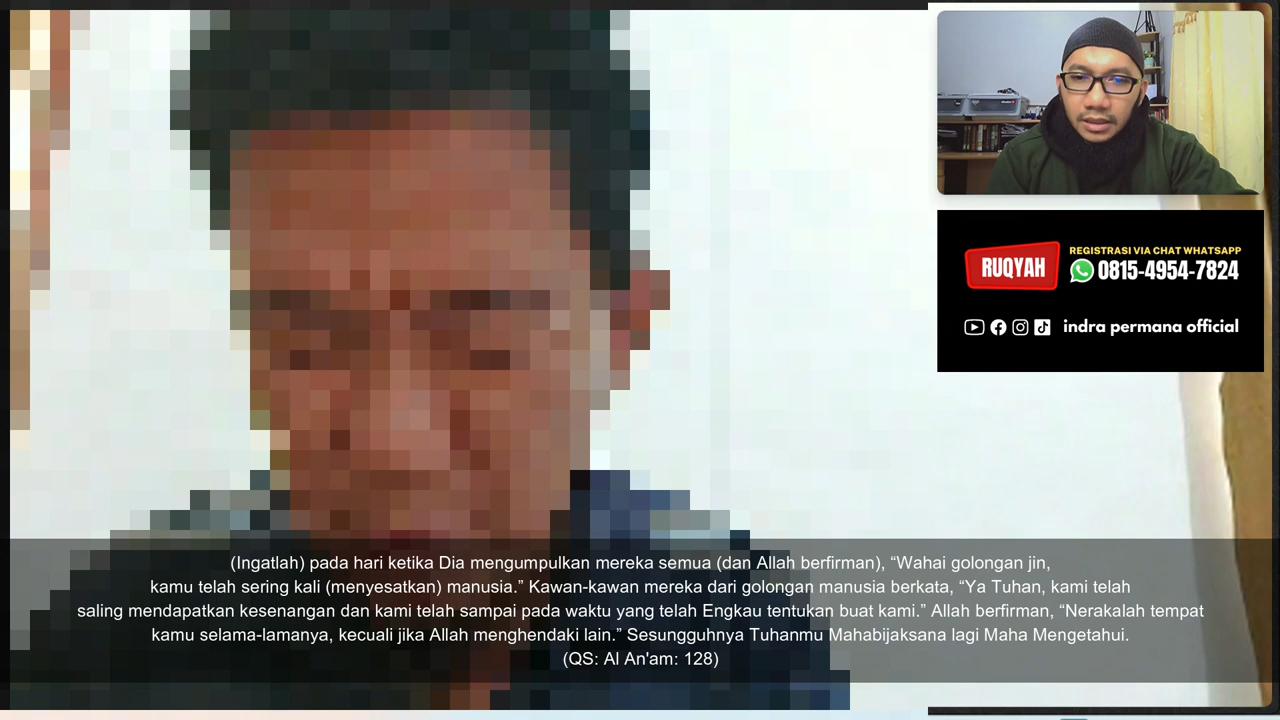 RUQYAH
REGISTRASI VIA CHAT WHATSAPP
0815-4954-7824
indra permana official
(Ingatlah) pada hari ketika Dia mengumpulkan mereka semua (dan Allah berfirman), “Wahai golongan jin,
kamu telah sering kali (menyesatkan) manusia.” Kawan-kawan mereka dari golongan manusia berkata, “Ya Tuhan, kami telah
saling mendapatkan kesenangan dan kami telah sampai pada waktu yang telah Engkau tentukan buat kami.” Allah berfirman, “Nerakalah tempat
kamu selama-lamanya, kecuali jika Allah menghendaki lain.” Sesungguhnya Tuhanmu Mahabijaksana lagi Maha Mengetahui.
(QS: Al An'am: 128)